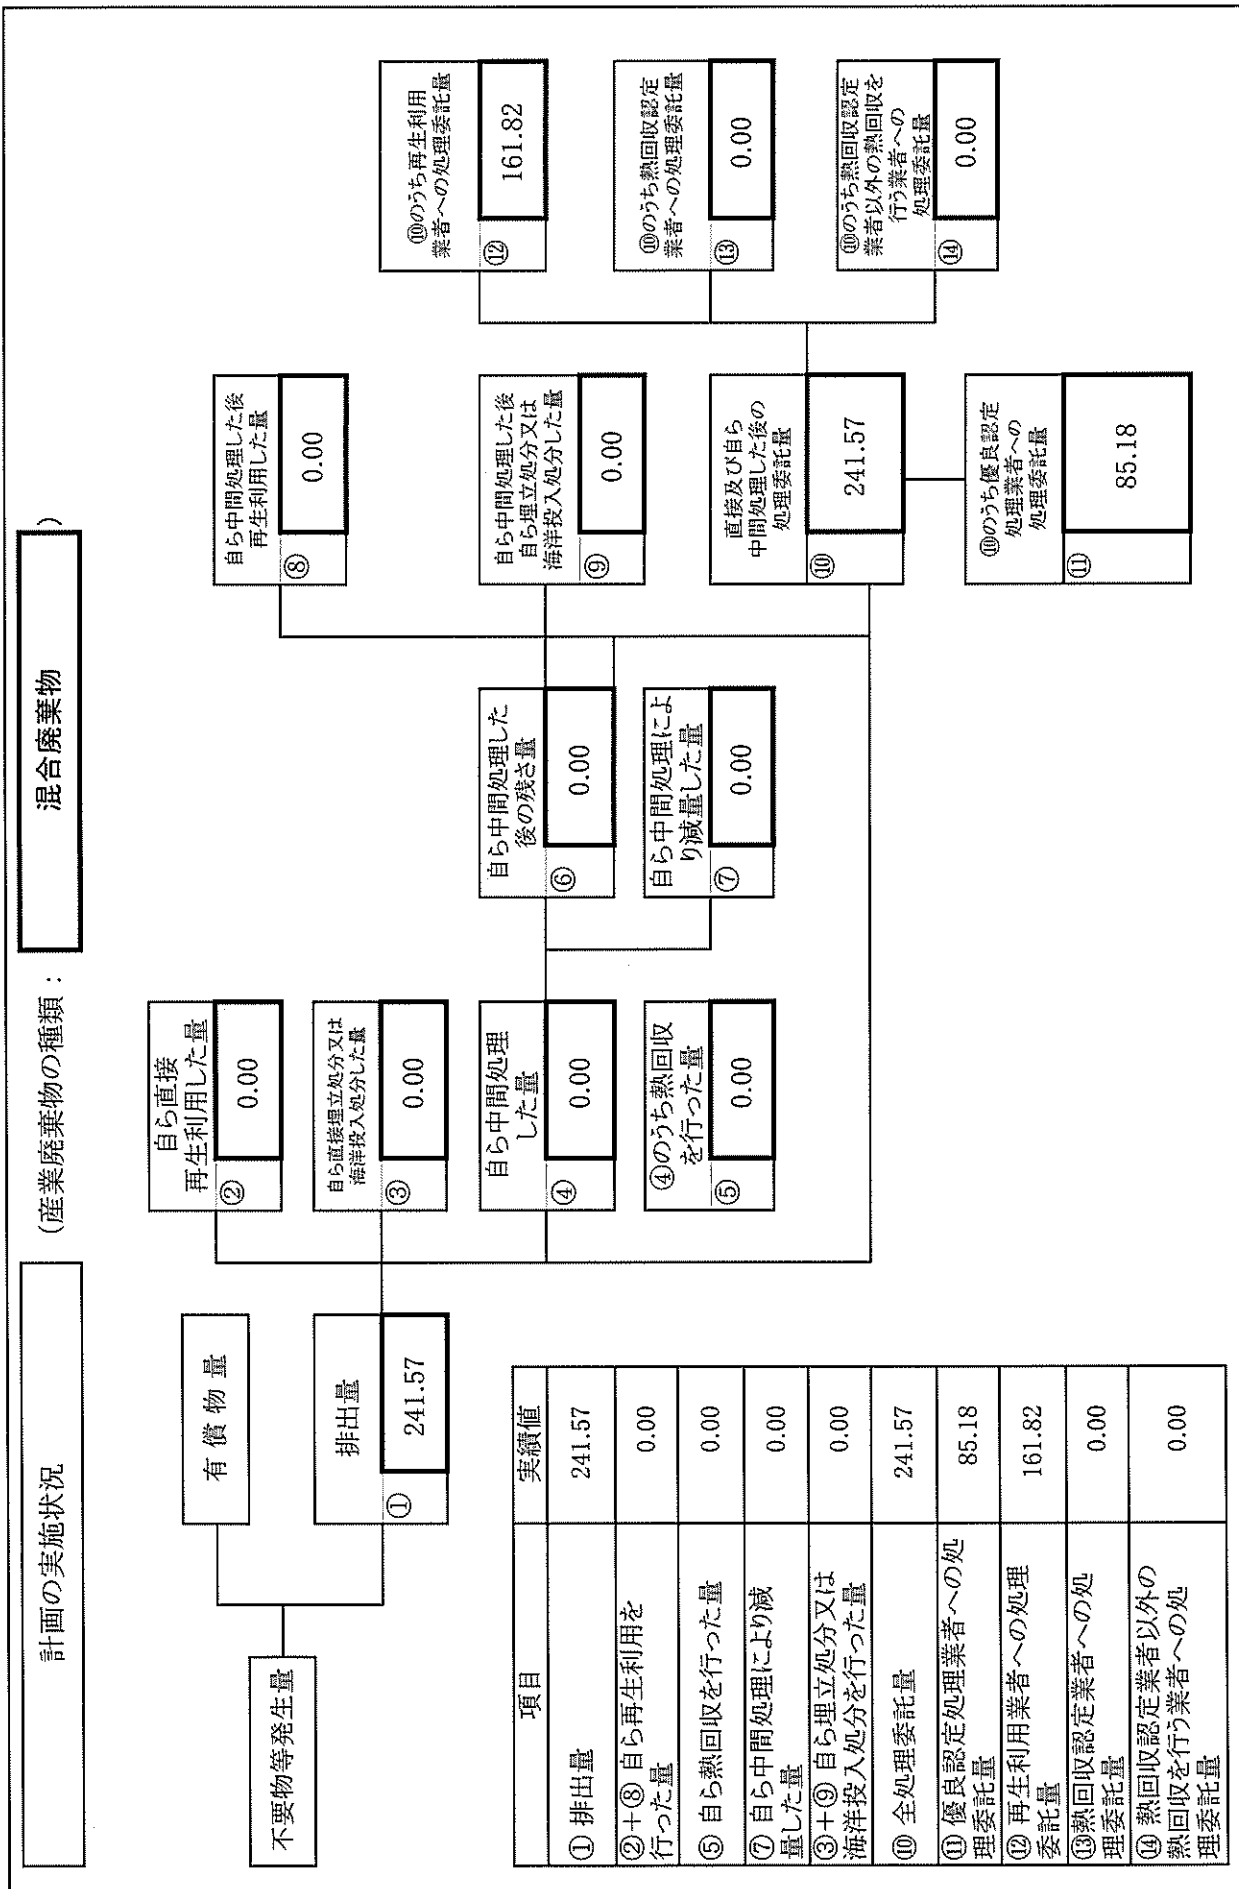 計画の実施状況
(産業廃棄物の種類：
混合廃棄物
)
不要物等発生量
有 償 物 量
排出量
①
241.57
自ら直接
再生利用した量
②
0.00
自ら直接埋立処分又は
海洋投入処分した量
③
0.00
自ら中間処理
した量
④
0.00
④のうち熱回収
を行った量
⑤
0.00
自ら中間処理した
後の残さ量
⑥
0.00
自ら中間処理によ
り減量した量
⑦
0.00
自ら中間処理した後
再生利用した量
⑧
0.00
自ら中間処理した後
自ら埋立処分又は
海洋投入処分した量
⑨
0.00
直接及び自ら
中間処理した後の
処理委託量
⑩
241.57
⑩のうち優良認定
処理業者への
処理委託量
⑪
85.18
⑩のうち再生利用
業者への処理委託量
⑫
161.82
⑩のうち熱回収認定
業者への処理委託量
⑬
0.00
⑩のうち熱回収認定
業者以外の熱回収を
行う業者への
処理委託量
⑭
0.00
項目 実績値
① 排出量 241.57
②＋⑧ 自ら再生利用を
行った量 0.00
⑤ 自ら熱回収を行った量 0.00
⑦ 自ら中間処理により減
量した量 0.00
③＋⑨ 自ら埋立処分又は
海洋投入処分を行った量 0.00
⑩ 全処理委託量 241.57
⑪ 優良認定処理業者への処
理委託量 85.18
⑫ 再生利用業者への処理
委託量 161.82
⑬熱回収認定業者への処
理委託量 0.00
⑭ 熱回収認定業者以外の
熱回収を行う業者への処
理委託量 0.00